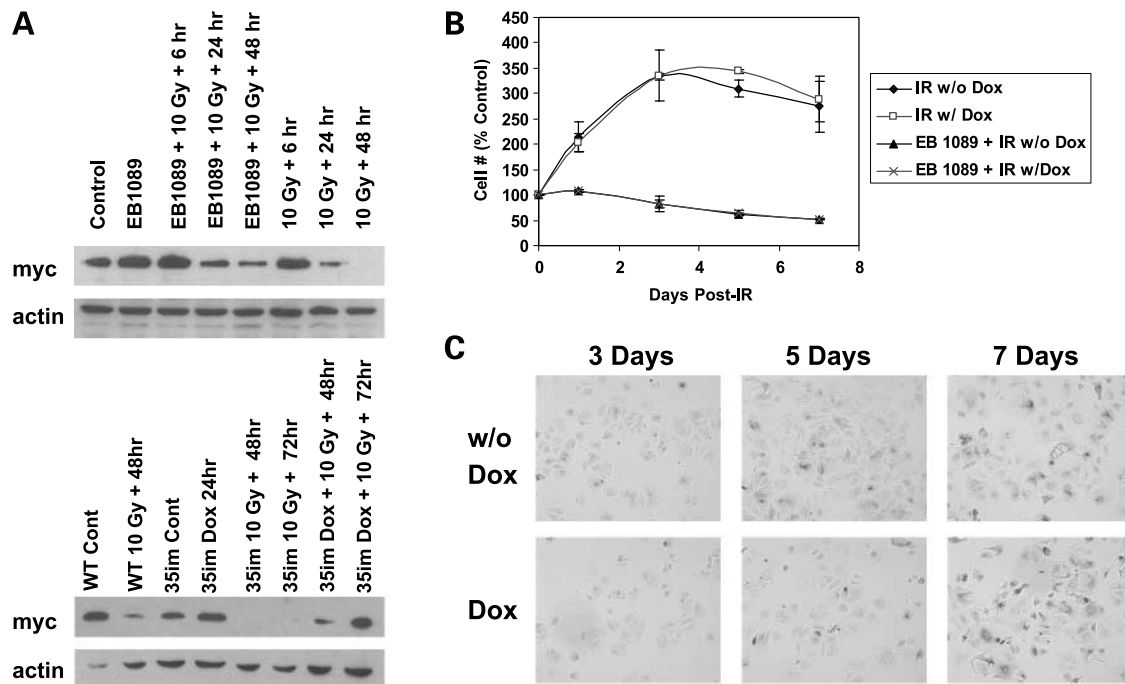 A
Control
EB1089
EB1089 + 10 Gy + 6 hr
EB1089 + 10 Gy + 24 hr
EB1089 + 10 Gy + 48 hr
10 Gy + 6 hr
10 Gy + 24 hr
10 Gy + 48 hr
myc
actin
WT Cont
WT 10 Gy + 48hr
35im Cont
35im Dox 24hr
35im 10 Gy + 48hr
35im 10 Gy + 72hr
35im Dox + 10 Gy + 48hr
35im Dox + 10 Gy + 72hr
myc
actin
B
Cell # (% Control)
450
400
350
300
250
200
150
100
50
0
0 2 4 6 8
Days Post-IR
IR w/o Dox
IR w/ Dox
EB 1089 + IR w/o Dox
EB 1089 + IR w/Dox
C
3 Days 5 Days 7 Days
w/o
Dox
Dox